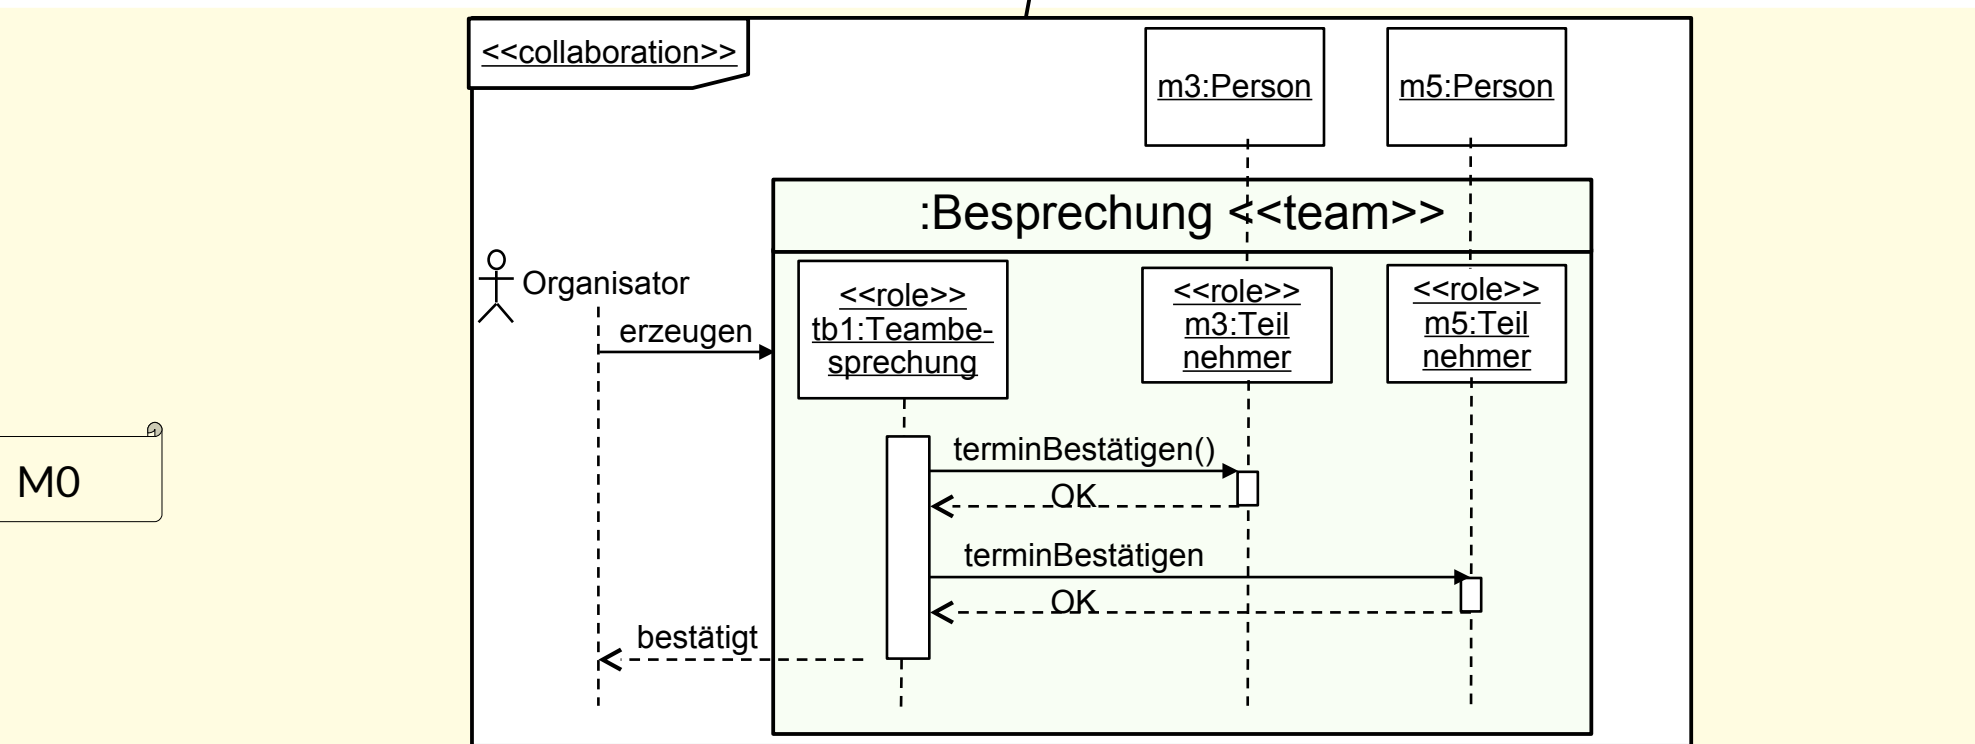 <<collaboration>>
m3:Person
m5:Person
:Besprechung <<team>>
Organisator
erzeugen
<<role>>
tb1:Teambe-
sprechung
<<role>>
m3:Teil
nehmer
<<role>>
m5:Teil
nehmer
M0
terminBestätigen()
OK
terminBestätigen
OK
bestätigt